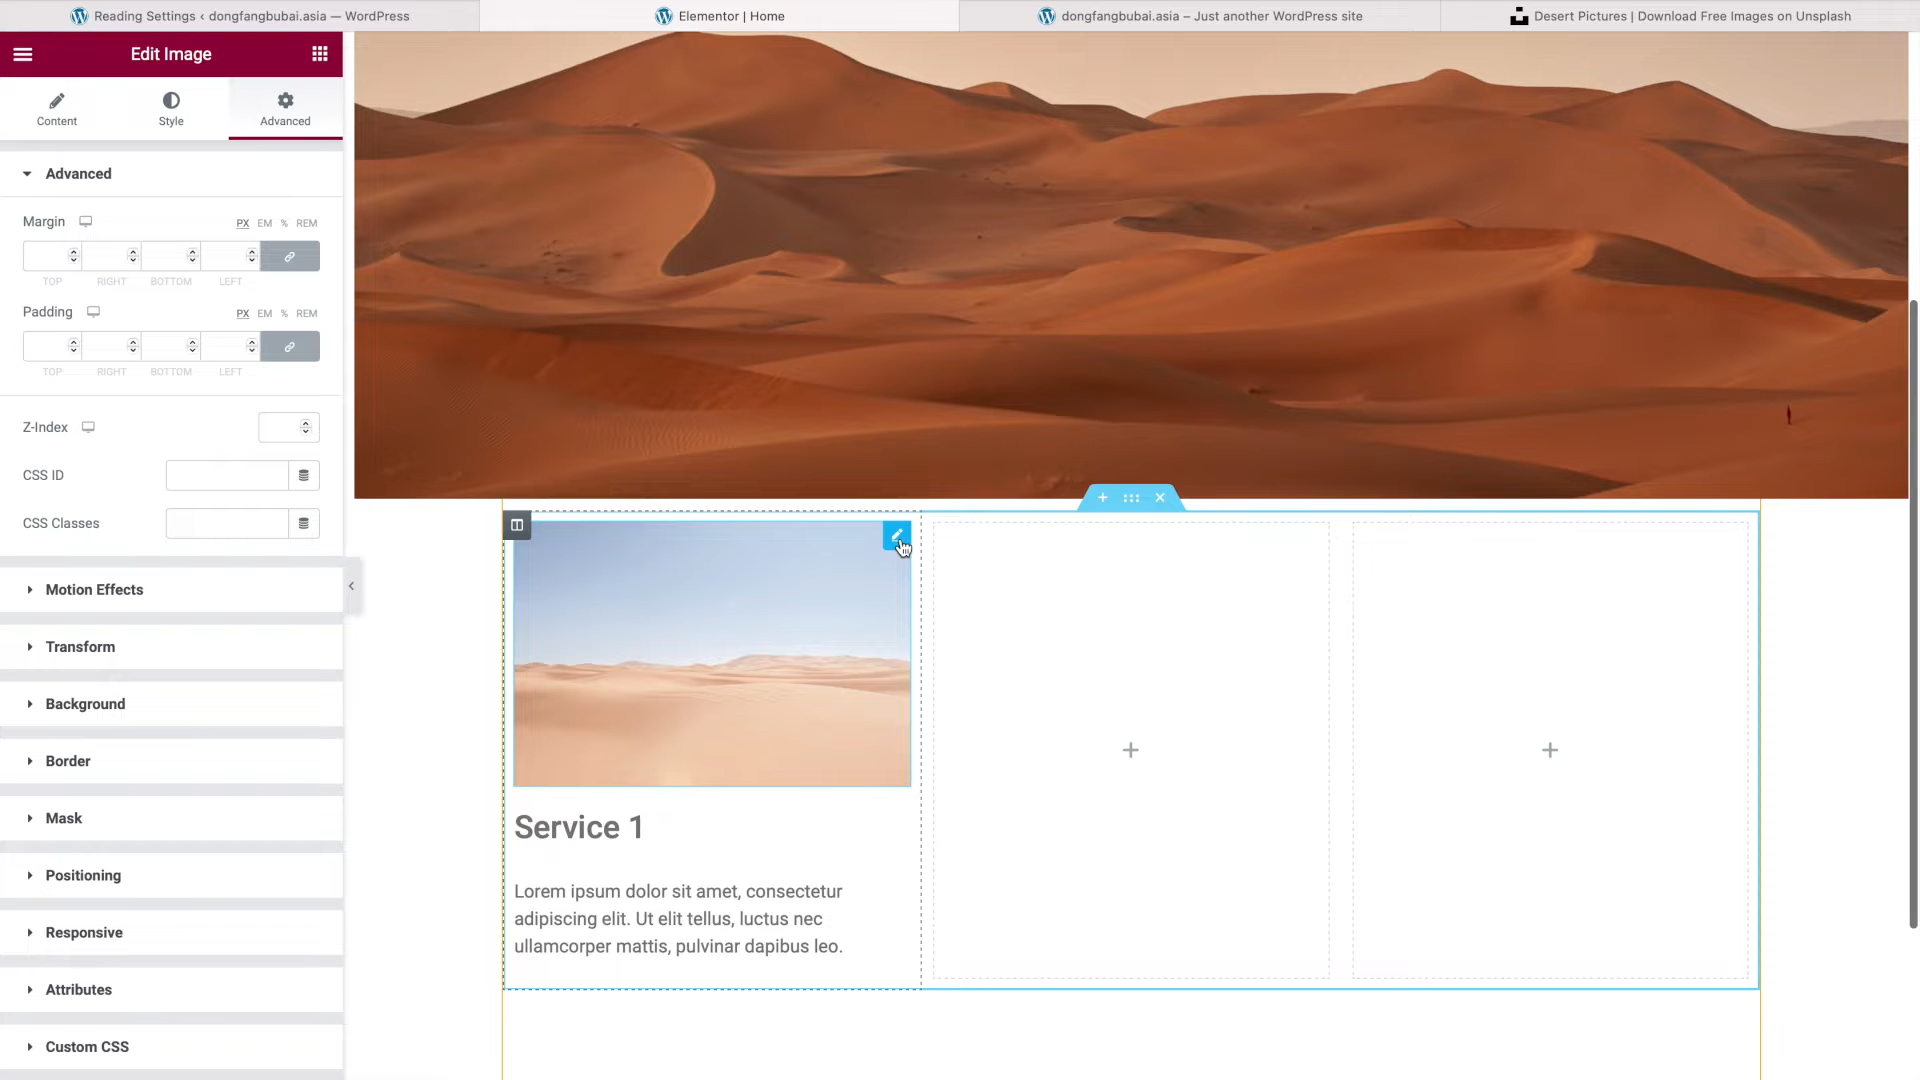 Reading Settings ‹ dongfangbubai.asia — WordPress
Elementor | Home
dongfangbubai.asia – Just another WordPress site
Desert Pictures | Download Free Images on Unsplash
Edit Image
Content
Style
Advanced
Advanced
Margin
PX EM % REM
TOP RIGHT BOTTOM LEFT
Padding
PX EM % REM
TOP RIGHT BOTTOM LEFT
Z-Index
CSS ID
CSS Classes
Motion Effects
Transform
Background
Border
Mask
Positioning
Responsive
Attributes
Custom CSS
Service 1
Lorem ipsum dolor sit amet, consectetur
adipiscing elit. Ut elit tellus, luctus nec
ullamcorper mattis, pulvinar dapibus leo.